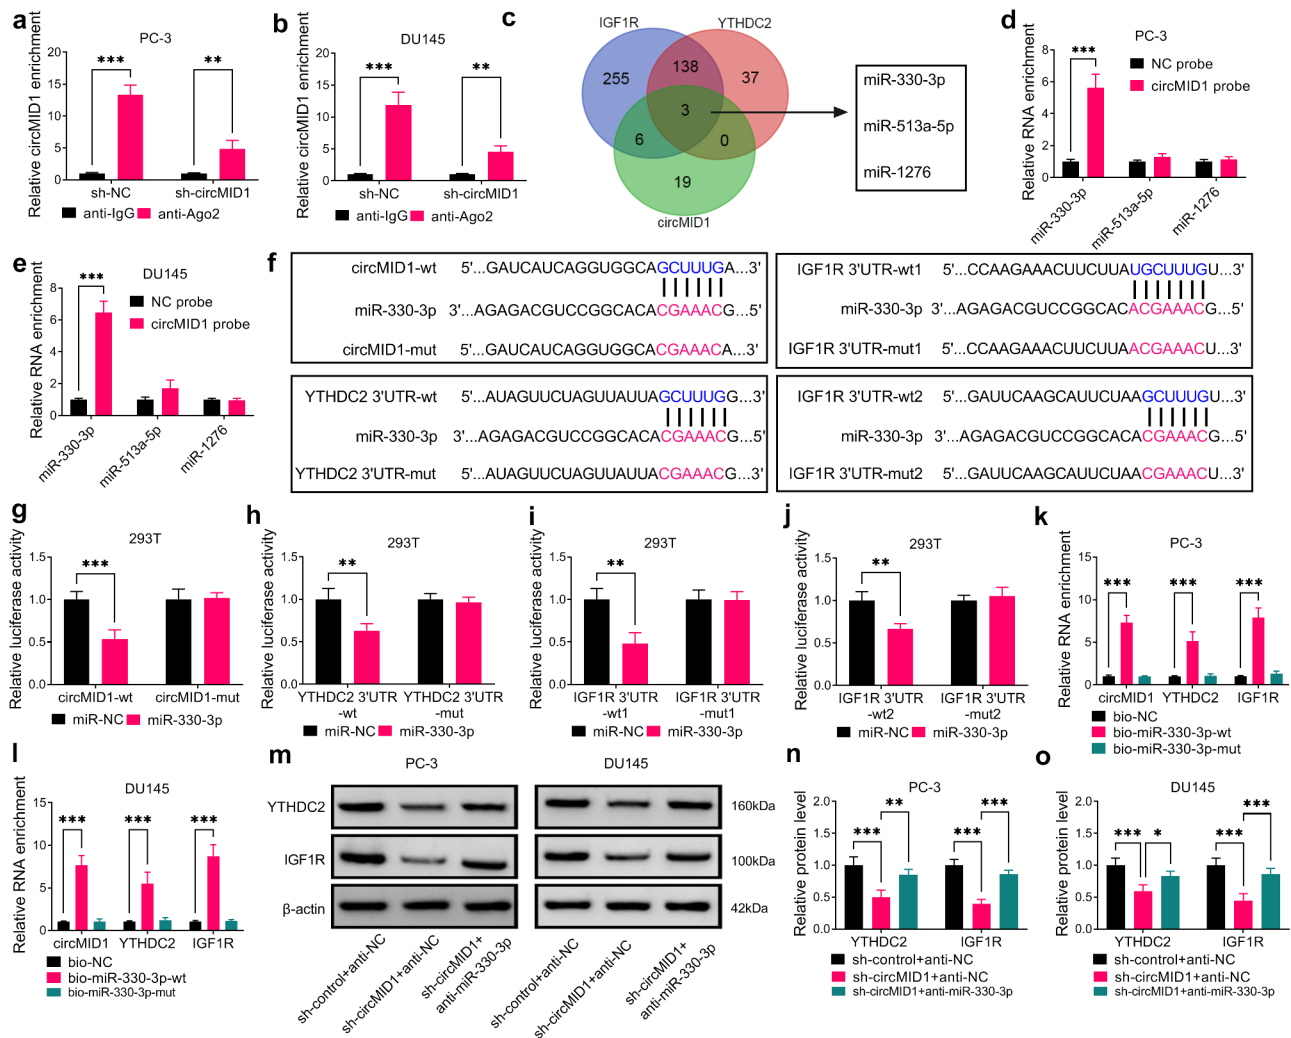 a
PC-3
Relative circMID1 enrichment
20
15
10
5
0
***
**
sh-NC
sh-circMID1
anti-IgG
anti-Ago2
b
DU145
Relative circMID1 enrichment
20
15
10
5
0
***
**
sh-NC
sh-circMID1
anti-IgG
anti-Ago2
c
IGF1R
YTHDC2
255
138
37
3
6
0
19
circMID1
miR-330-3p
miR-513a-5p
miR-1276
d
PC-3
Relative RNA enrichment
8
6
4
2
0
***
NC probe
circMID1 probe
miR-330-3p
miR-513a-5p
miR-1276
e
DU145
Relative RNA enrichment
8
6
4
2
0
***
NC probe
circMID1 probe
miR-330-3p
miR-513a-5p
miR-1276
f
circMID1-wt 5'...GAUCAUCAGGUGGCAGCUUUGA...3'
miR-330-3p 3'...AGAGACGUCCGGCACACGAAACG...5'
circMID1-mut 5'...GAUCAUCAGGUGGCACGAAACA...3'
IGF1R 3'UTR-wt1 5'...CCAAGAAACUUCUUAUGCUUUGU...3'
miR-330-3p 3'...AGAGACGUCCGGCACACGAAACG...5'
IGF1R 3'UTR-mut1 5'...CCAAGAAACUUCUUAACGAAACU...3'
YTHDC2 3'UTR-wt 5'...AUAGUUCUAGUUAUUAGCUUUGG...3'
miR-330-3p 3'...AGAGACGUCCGGCACACGAAACG...5'
YTHDC2 3'UTR-mut 5'...AUAGUUCUAGUUAUUACGAAACG...3'
IGF1R 3'UTR-wt2 5'...GAUUCAAGCAUUCUAAGCUUUGU...3'
miR-330-3p 3'...AGAGACGUCCGGCACACGAAACG...5'
IGF1R 3'UTR-mut2 5'...GAUUCAAGCAUUCUAACGAAACU...3'
g
293T
Relative luciferase activity
1.5
1.0
0.5
0.0
***
circMID1-wt
circMID1-mut
miR-NC
miR-330-3p
h
293T
Relative luciferase activity
1.5
1.0
0.5
0.0
**
YTHDC2 3'UTR
-wt
YTHDC2 3'UTR
-mut
miR-NC
miR-330-3p
i
293T
Relative luciferase activity
1.5
1.0
0.5
0.0
**
IGF1R 3'UTR
-wt1
IGF1R 3'UTR
-mut1
miR-NC
miR-330-3p
j
293T
Relative luciferase activity
1.5
1.0
0.5
0.0
**
IGF1R 3'UTR
-wt2
IGF1R 3'UTR
-mut2
miR-NC
miR-330-3p
k
PC-3
Relative RNA enrichment
15
10
5
0
***
***
***
circMID1
YTHDC2
IGF1R
bio-NC
bio-miR-330-3p-wt
bio-miR-330-3p-mut
l
DU145
Relative RNA enrichment
15
10
5
0
***
***
***
circMID1
YTHDC2
IGF1R
bio-NC
bio-miR-330-3p-wt
bio-miR-330-3p-mut
m
PC-3
DU145
YTHDC2
160kDa
IGF1R
100kDa
β-actin
42kDa
sh-control+anti-NC
sh-circMID1+anti-NC
sh-circMID1+
anti-miR-330-3p
sh-control+anti-NC
sh-circMID1+anti-NC
sh-circMID1+
anti-miR-330-3p
n
PC-3
Relative protein level
2.0
1.5
1.0
0.5
0.0
***
**
***
***
YTHDC2
IGF1R
sh-control+anti-NC
sh-circMID1+anti-NC
sh-circMID1+anti-miR-330-3p
o
DU145
Relative protein level
2.0
1.5
1.0
0.5
0.0
***
*
***
***
YTHDC2
IGF1R
sh-control+anti-NC
sh-circMID1+anti-NC
sh-circMID1+anti-miR-330-3p